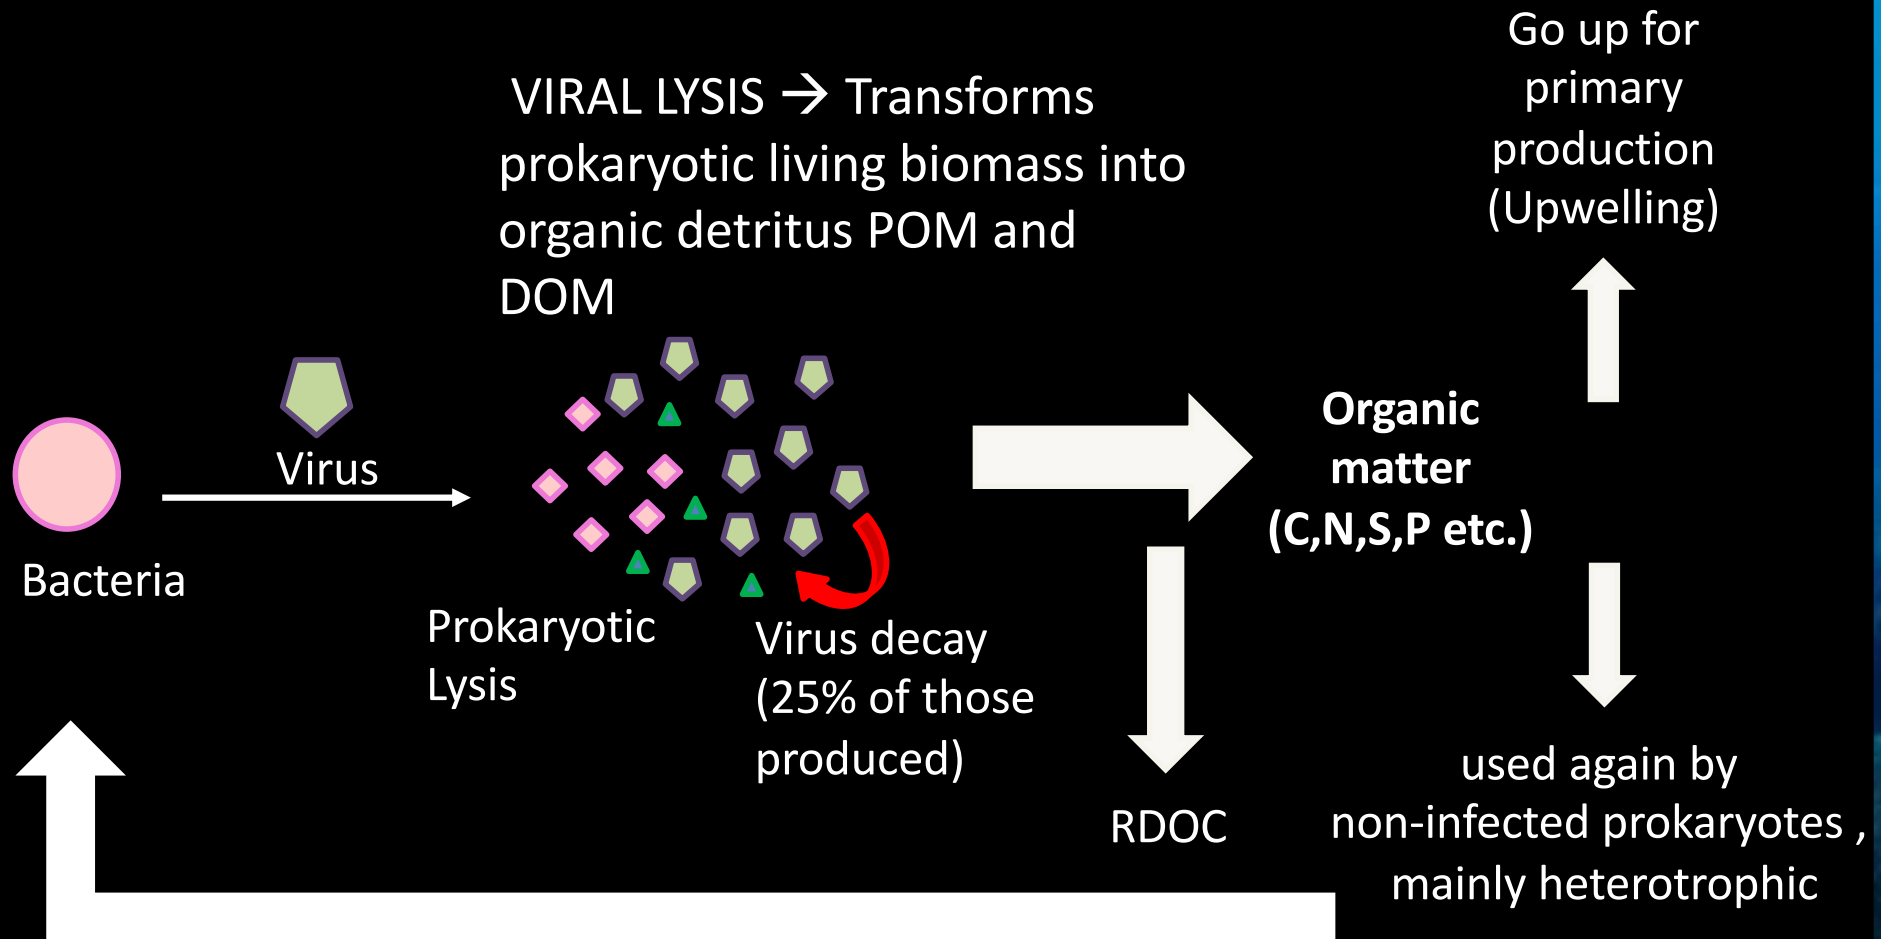 Go up for
primary
production
(Upwelling)
VIRAL LYSIS → Transforms
prokaryotic living biomass into
organic detritus POM and
DOM
Virus
Bacteria
Prokaryotic
Lysis
Virus decay
(25% of those
produced)
Organic
matter
(C,N,S,P etc.)
RDOC
used again by
non-infected prokaryotes ,
mainly heterotrophic